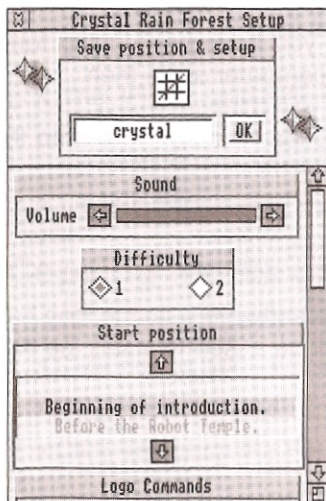 Crystal Rain Forest Setup
Save position & setup
crystal OK
Sound
Volume
Difficulty
1 2
Start position
Beginning of introduction.
Before the Robot Temple.
Logo Commands